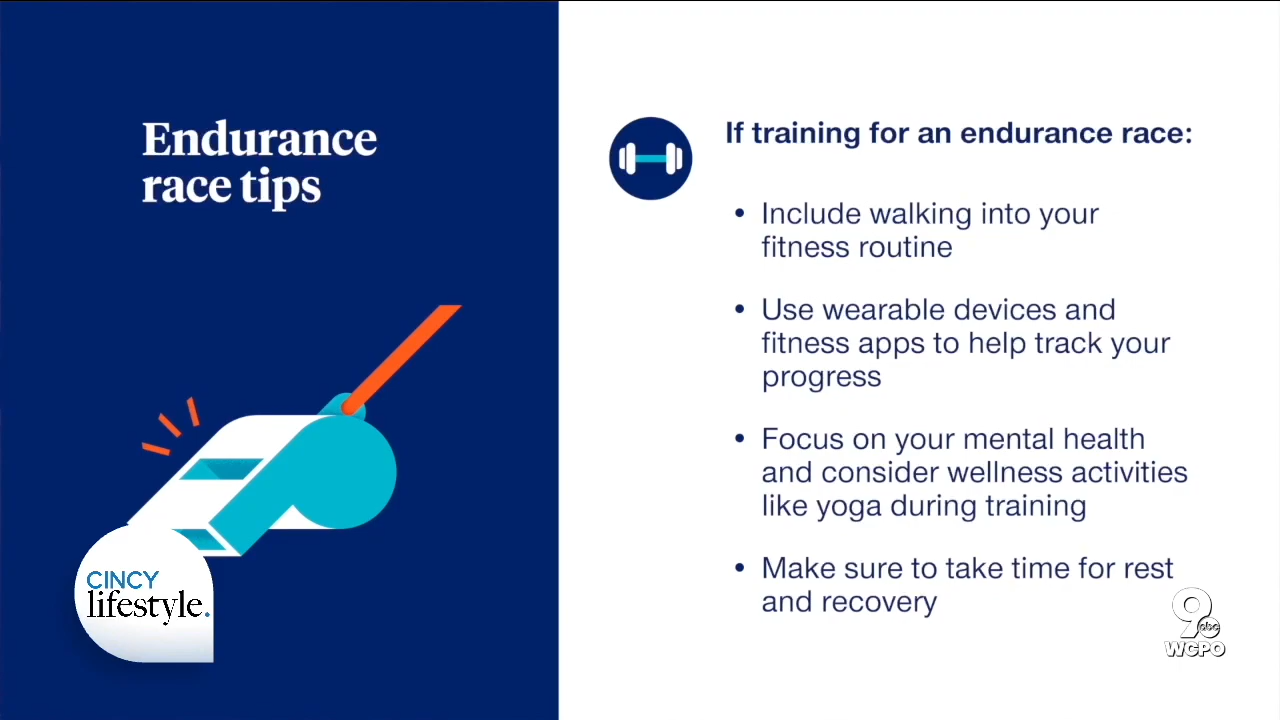 Endurance
race tips
If training for an endurance race:
• Include walking into your
fitness routine
• Use wearable devices and
fitness apps to help track your
progress
• Focus on your mental health
and consider wellness activities
like yoga during training
• Make sure to take time for rest
and recovery
CINCY
lifestyle.
9 abc
WCPO